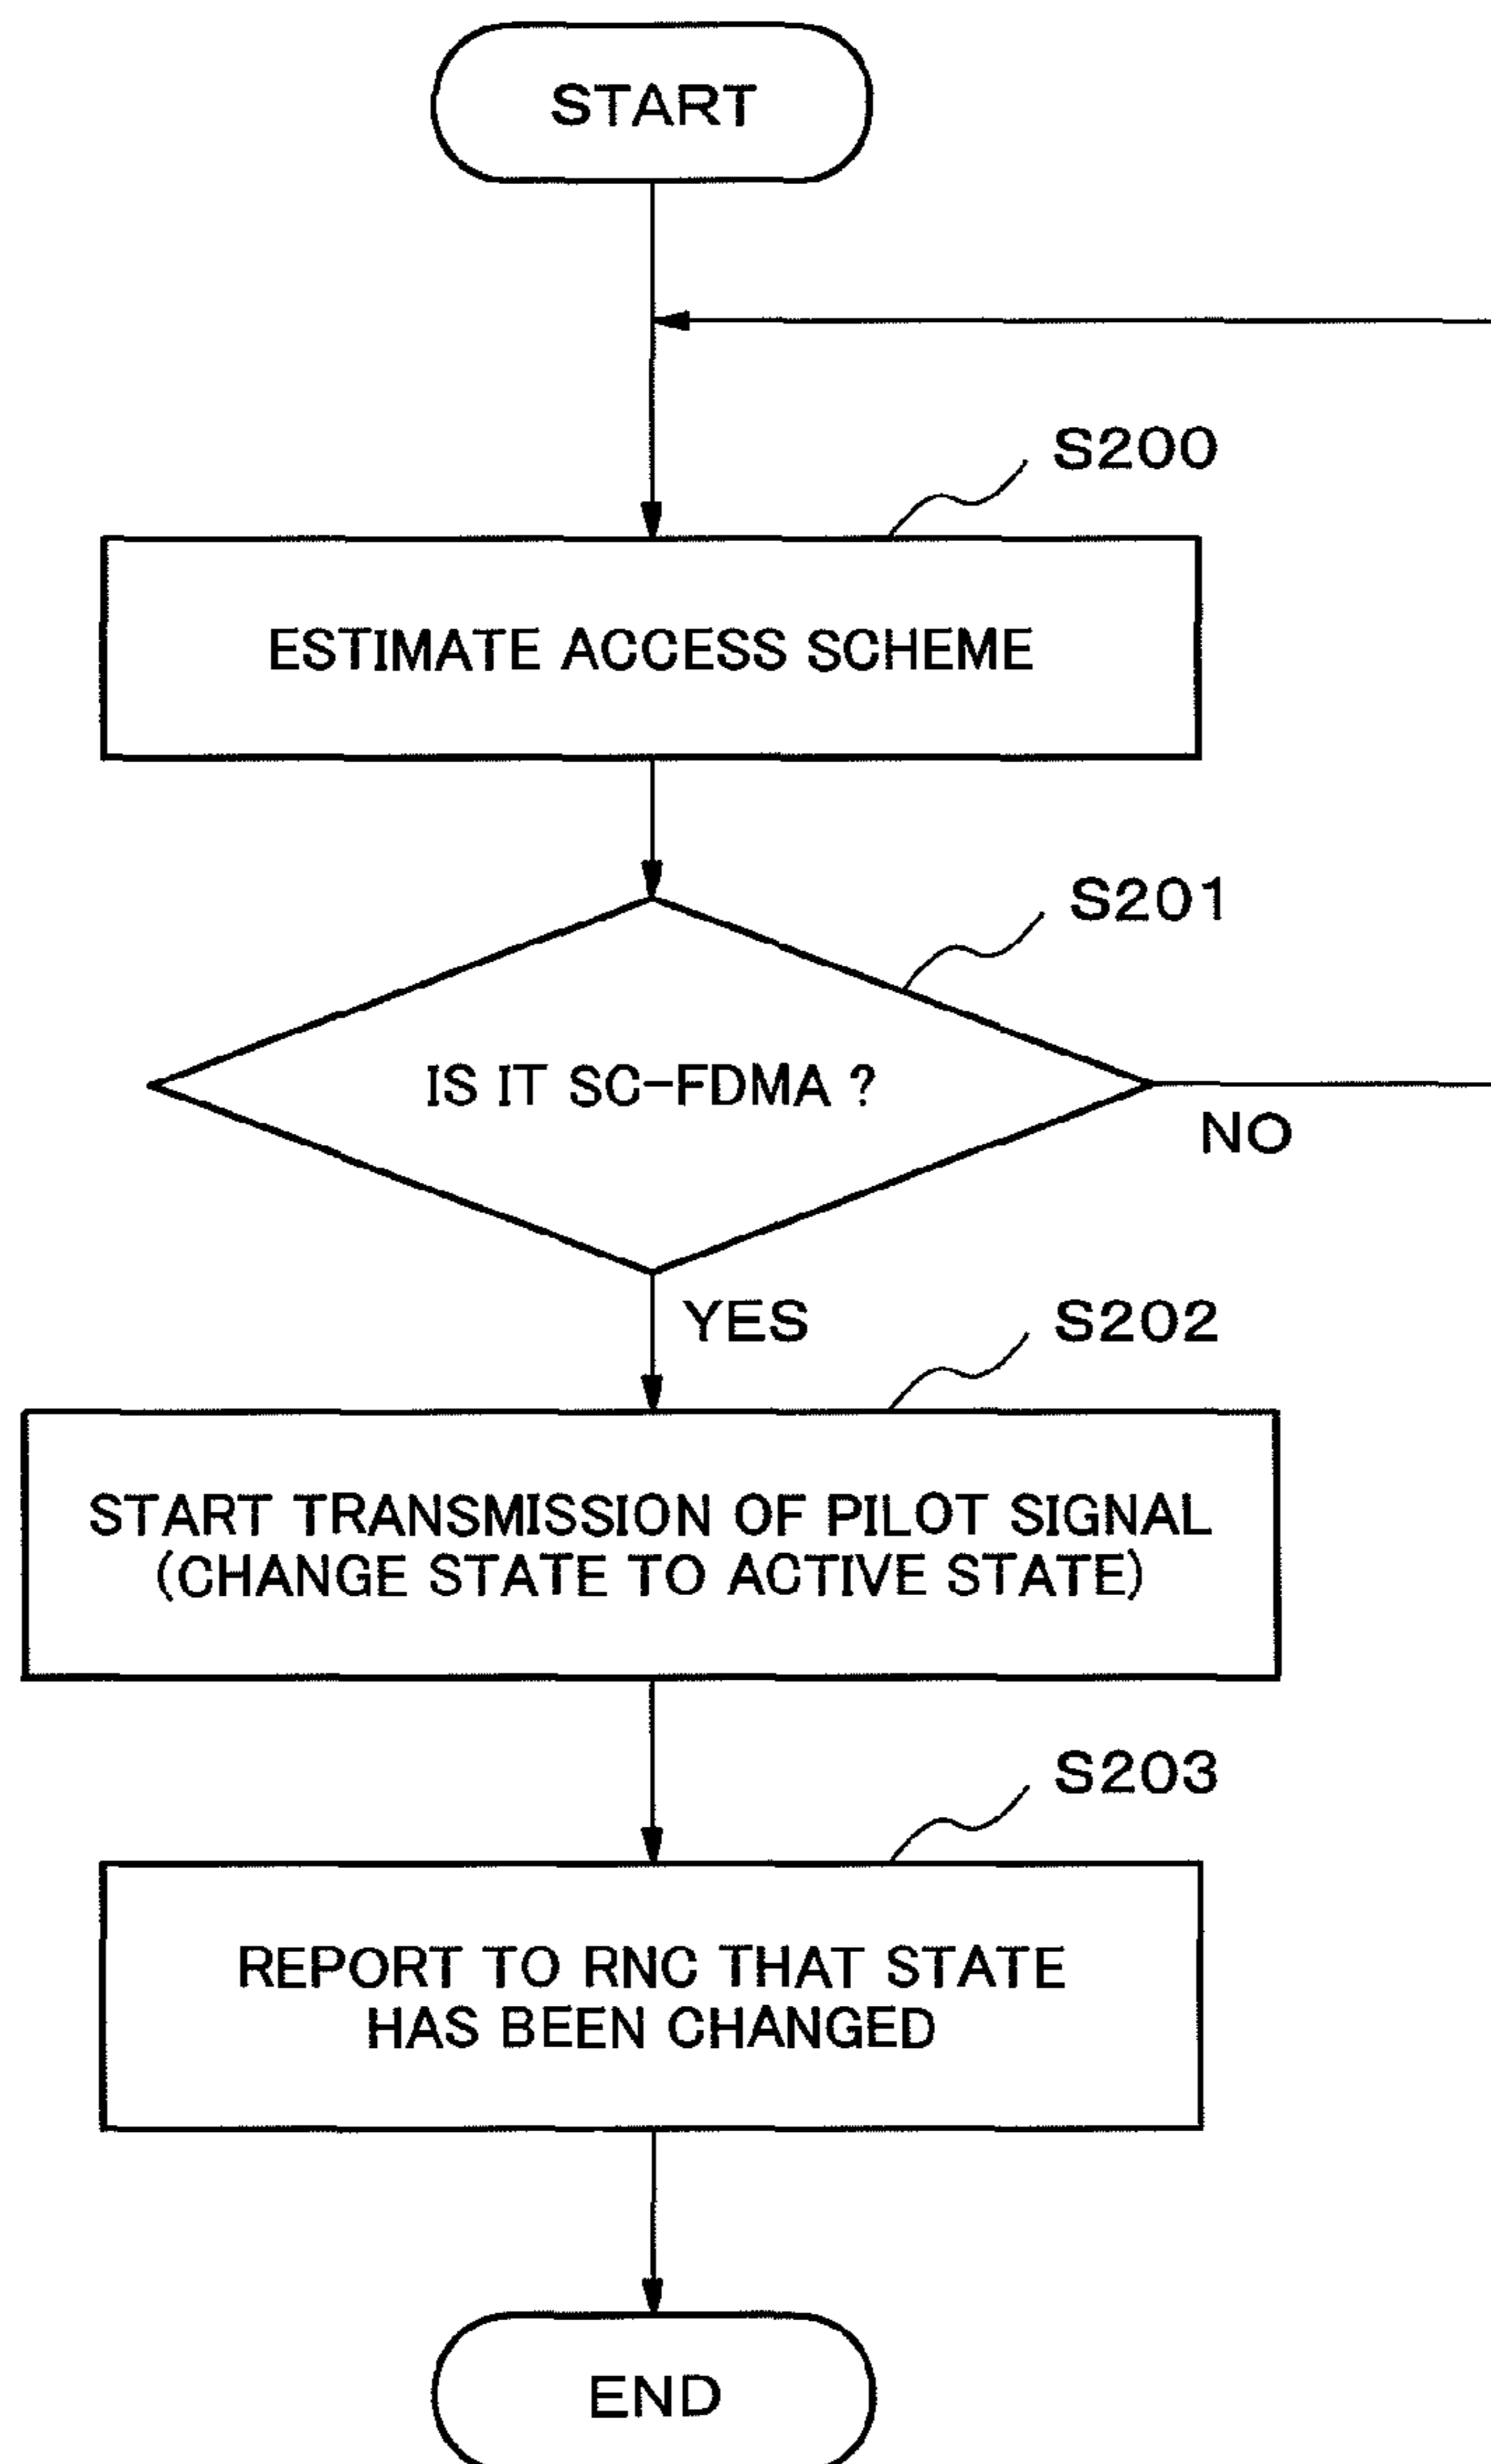 START
S200
ESTIMATE ACCESS SCHEME
S201
IS IT SC-FDMA ?
NO
YES
S202
START TRANSMISSION OF PILOT SIGNAL
(CHANGE STATE TO ACTIVE STATE)
S203
REPORT TO RNC THAT STATE
HAS BEEN CHANGED
END